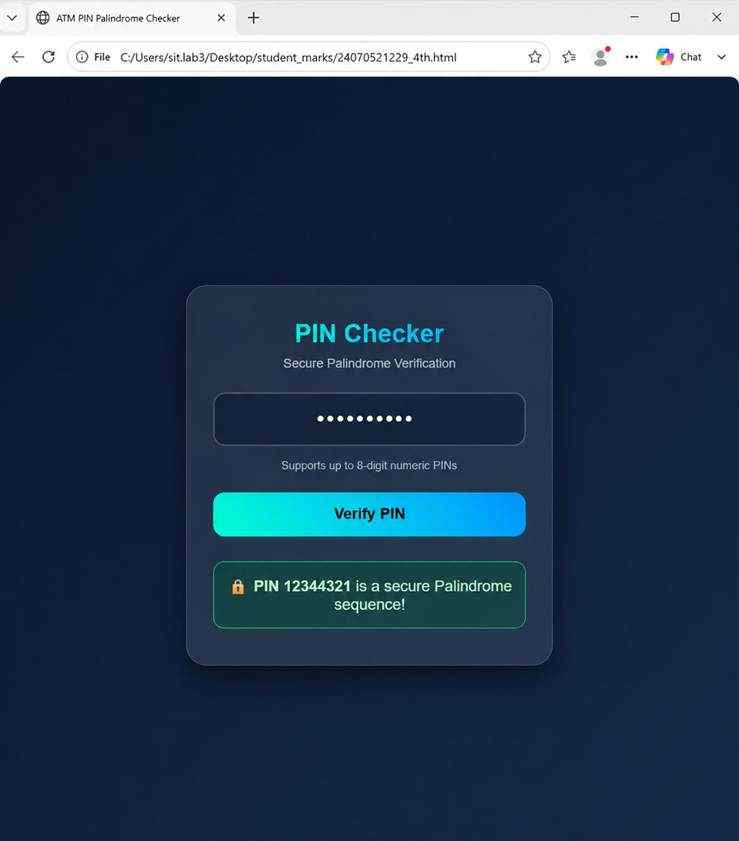 ATM PIN Palindrome Checker
File C:/Users/sit.lab3/Desktop/student_marks/24070521229_4th.html
Chat
PIN Checker
Secure Palindrome Verification
••••••••••
Supports up to 8-digit numeric PINs
Verify PIN
🔒 PIN 12344321 is a secure Palindrome
sequence!